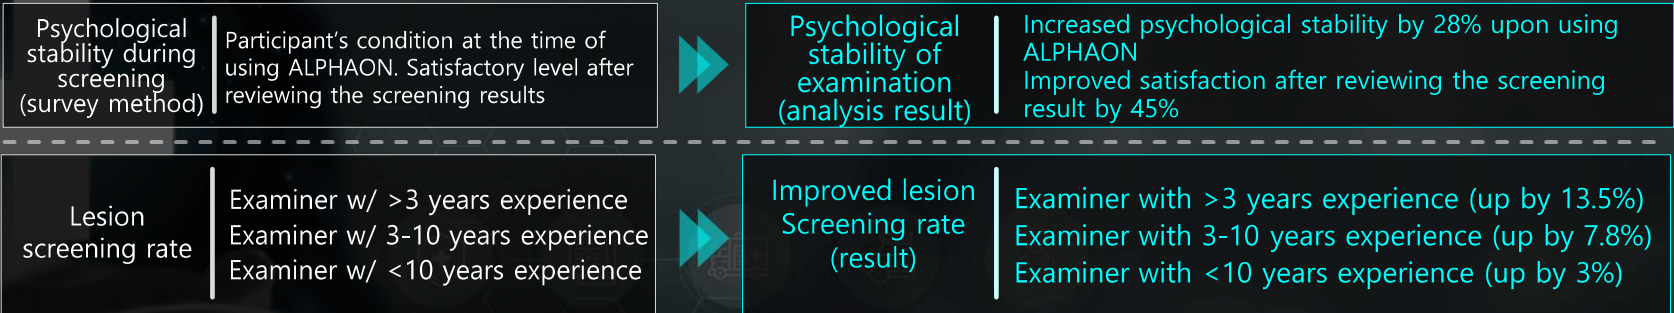 Psychological
stability during
screening
(survey method)
Participant's condition at the time of
using ALPHAON. Satisfactory level after
reviewing the screening results
Psychological
stability of
examination
(analysis result)
Increased psychological stability by 28% upon using
ALPHAON
Improved satisfaction after reviewing the screening
result by 45%
Lesion
screening rate
Examiner w/ >3 years experience
Examiner w/ 3-10 years experience
Examiner w/ <10 years experience
Improved lesion
Screening rate
(result)
Examiner with >3 years experience (up by 13.5%)
Examiner with 3-10 years experience (up by 7.8%)
Examiner with <10 years experience (up by 3%)